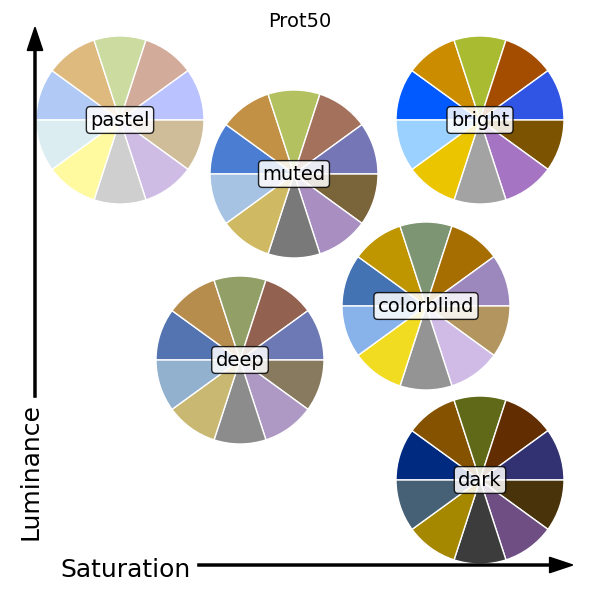 Prot50
pastel
bright
muted
colorblind
deep
dark
Luminance
Saturation